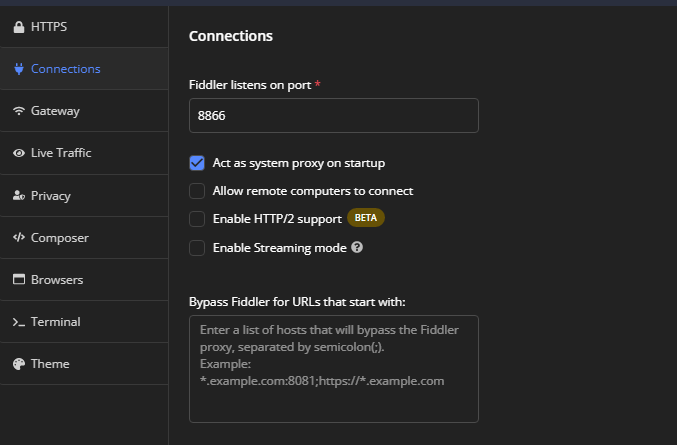 HTTPS
Connections
Gateway
Live Traffic
Privacy
Composer
Browsers
Terminal
Theme
Connections
Fiddler listens on port *
8866
Act as system proxy on startup
Allow remote computers to connect
Enable HTTP/2 support BETA
Enable Streaming mode ?
Bypass Fiddler for URLs that start with:
Enter a list of hosts that will bypass the Fiddler
proxy, separated by semicolon(;).
Example:
*.example.com:8081;https://*.example.com